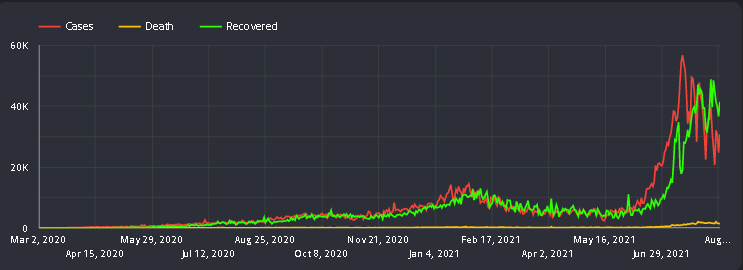 Cases Death Recovered
60K
40K
20K
0
Mar 2, 2020 May 29, 2020 Aug 25, 2020 Nov 21, 2020 Feb 17, 2021 May 16, 2021 Aug...
Apr 15, 2020 Jul 12, 2020 Oct 8, 2020 Jan 4, 2021 Apr 2, 2021 Jun 29, 2021